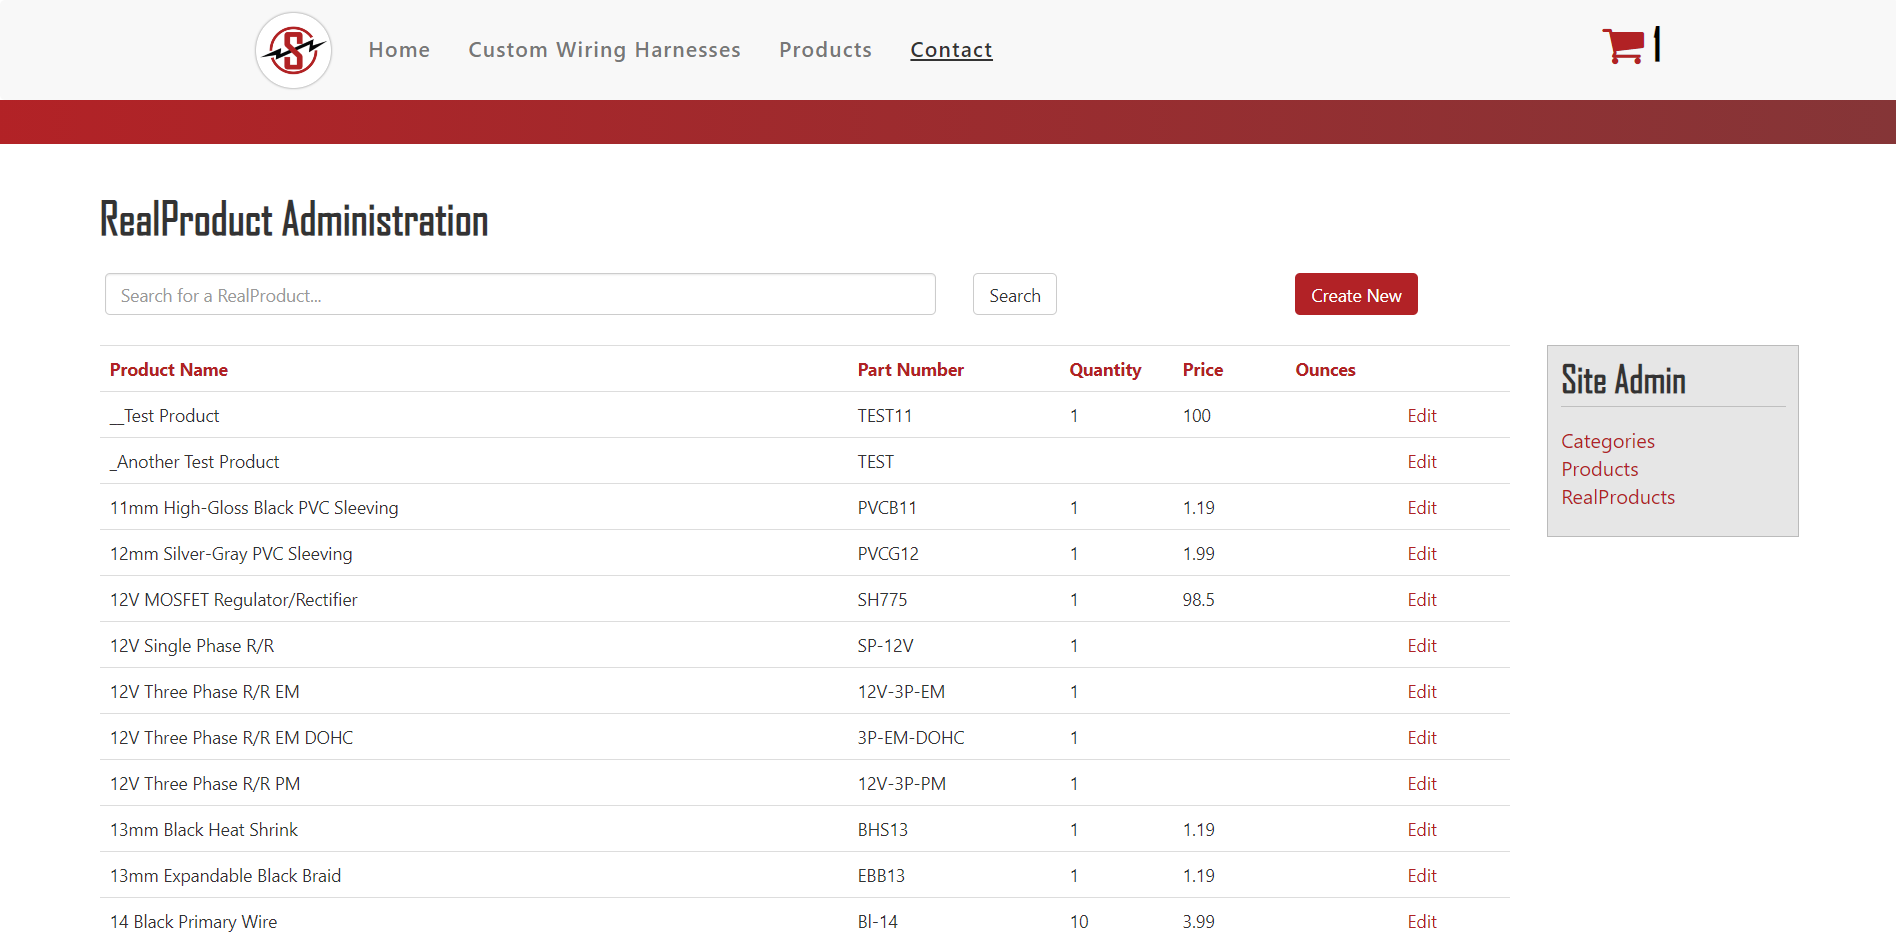 S
Home Custom Wiring Harnesses Products Contact 1
RealProduct Administration
Search for a RealProduct... Search Create New
Product Name Part Number Quantity Price Ounces
__Test Product TEST11 1 100 Edit
_Another Test Product TEST Edit
11mm High-Gloss Black PVC Sleeving PVCB11 1 1.19 Edit
12mm Silver-Gray PVC Sleeving PVCG12 1 1.99 Edit
12V MOSFET Regulator/Rectifier SH775 1 98.5 Edit
12V Single Phase R/R SP-12V 1 Edit
12V Three Phase R/R EM 12V-3P-EM 1 Edit
12V Three Phase R/R EM DOHC 3P-EM-DOHC 1 Edit
12V Three Phase R/R PM 12V-3P-PM 1 Edit
13mm Black Heat Shrink BHS13 1 1.19 Edit
13mm Expandable Black Braid EBB13 1 1.19 Edit
14 Black Primary Wire Bl-14 10 3.99 Edit
Site Admin
Categories
Products
RealProducts